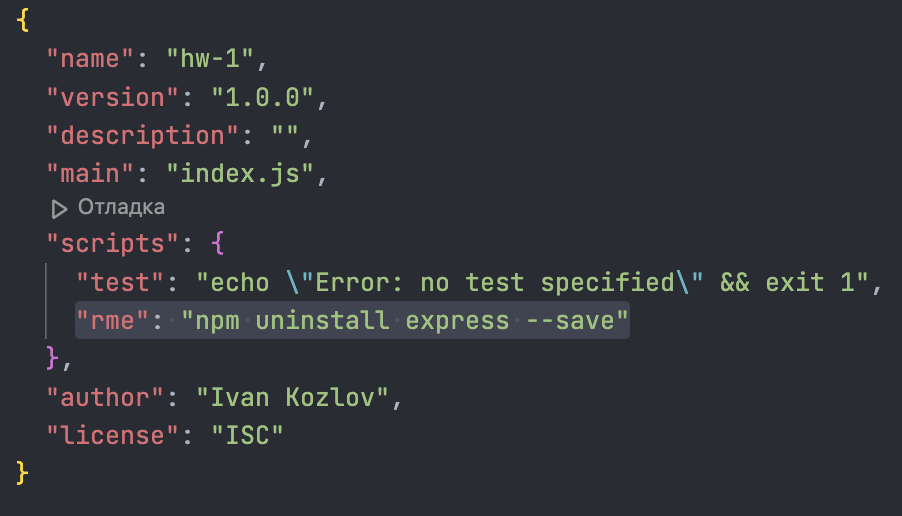 {
"name": "hw-1",
"version": "1.0.0",
"description": "",
"main": "index.js",
Отладка
"scripts": {
"test": "echo \"Error: no test specified\" && exit 1",
"rme": "npm uninstall express --save"
},
"author": "Ivan Kozlov",
"license": "ISC"
}